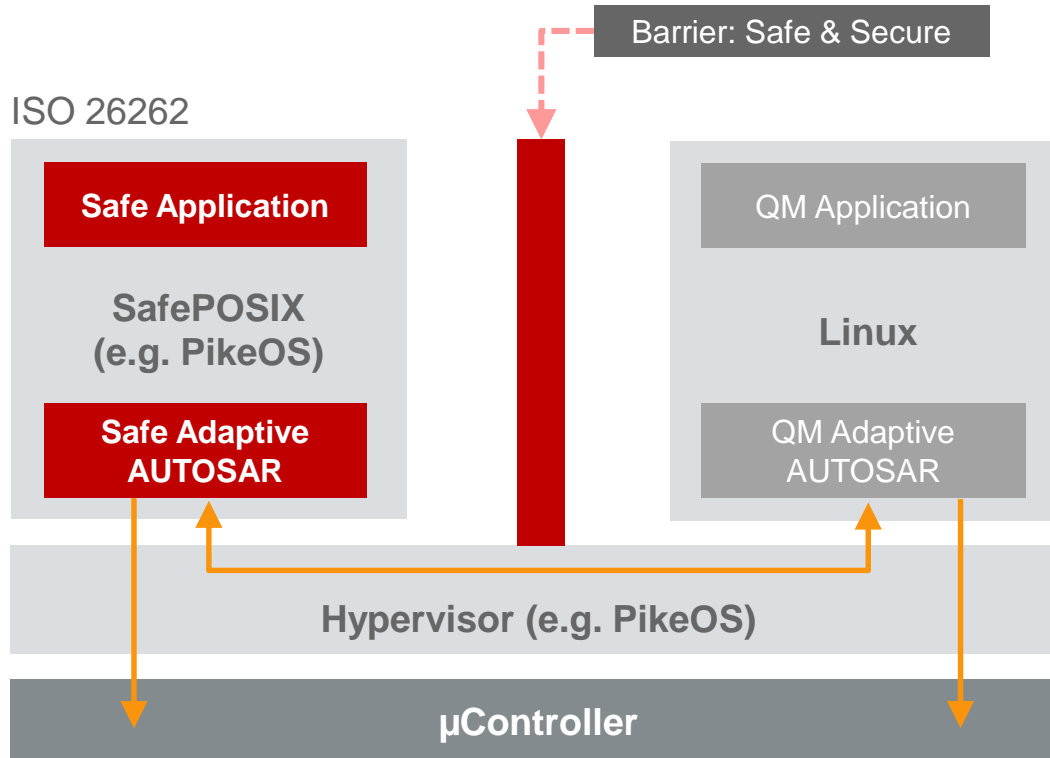 Barrier: Safe & Secure
ISO 26262
Safe Application
SafePOSIX
(e.g. PikeOS)
Safe Adaptive
AUTOSAR
QM Application
Linux
QM Adaptive
AUTOSAR
Hypervisor (e.g. PikeOS)
µController